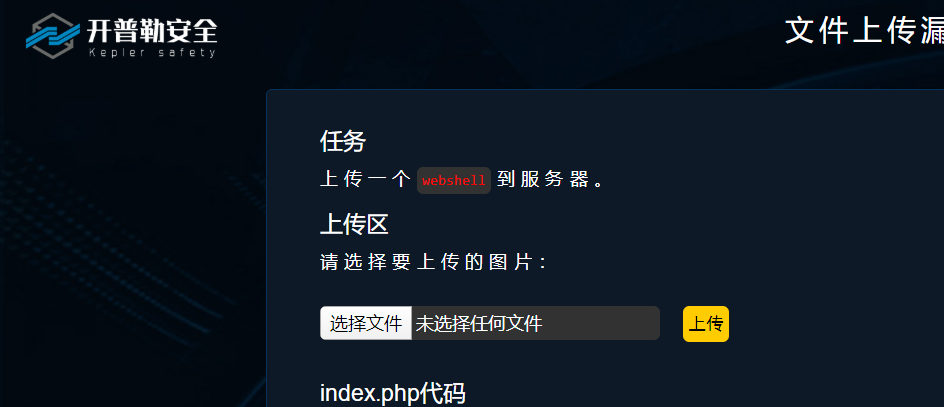 开普勒安全
Kepler safety
文件上传漏
任务
上传一个 webshell 到服务器。
上传区
请选择要上传的图片:
选择文件 未选择任何文件 上传
index.php代码